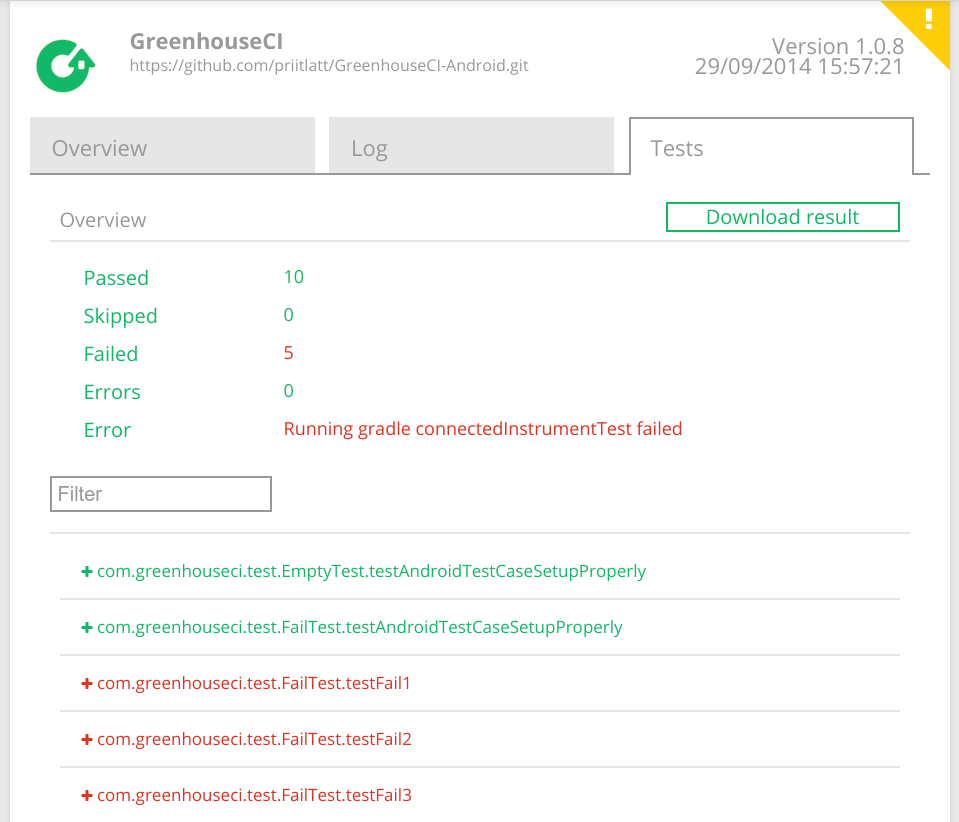 GreenhouseCI
https://github.com/priitlatt/GreenhouseCI-Android.git
!
Version 1.0.8
29/09/2014 15:57:21
Overview
Log
Tests
Overview
Download result
Passed 10
Skipped 0
Failed 5
Errors 0
Error Running gradle connectedInstrumentTest failed
Filter
+ com.greenhouseci.test.EmptyTest.testAndroidTestCaseSetupProperly
+ com.greenhouseci.test.FailTest.testAndroidTestCaseSetupProperly
+ com.greenhouseci.test.FailTest.testFail1
+ com.greenhouseci.test.FailTest.testFail2
+ com.greenhouseci.test.FailTest.testFail3